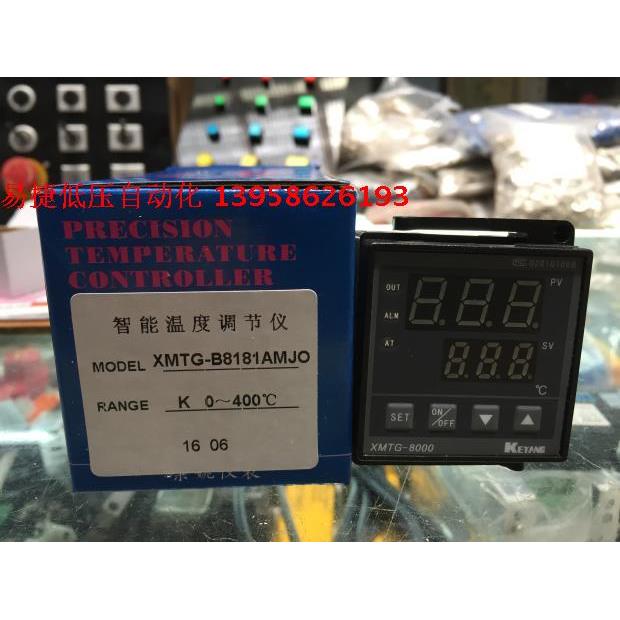 易捷低压自动化 13958626193
PRECISION
TEMPERATURE
CONTROLLER
智能温度调节仪
MODEL XMTG-B8181AMJO
RANGE K 0～400℃
16 06
OUT
PV
ALM
AT
SV
℃
SET
ON/OFF
XMTG-8000
KEYANG